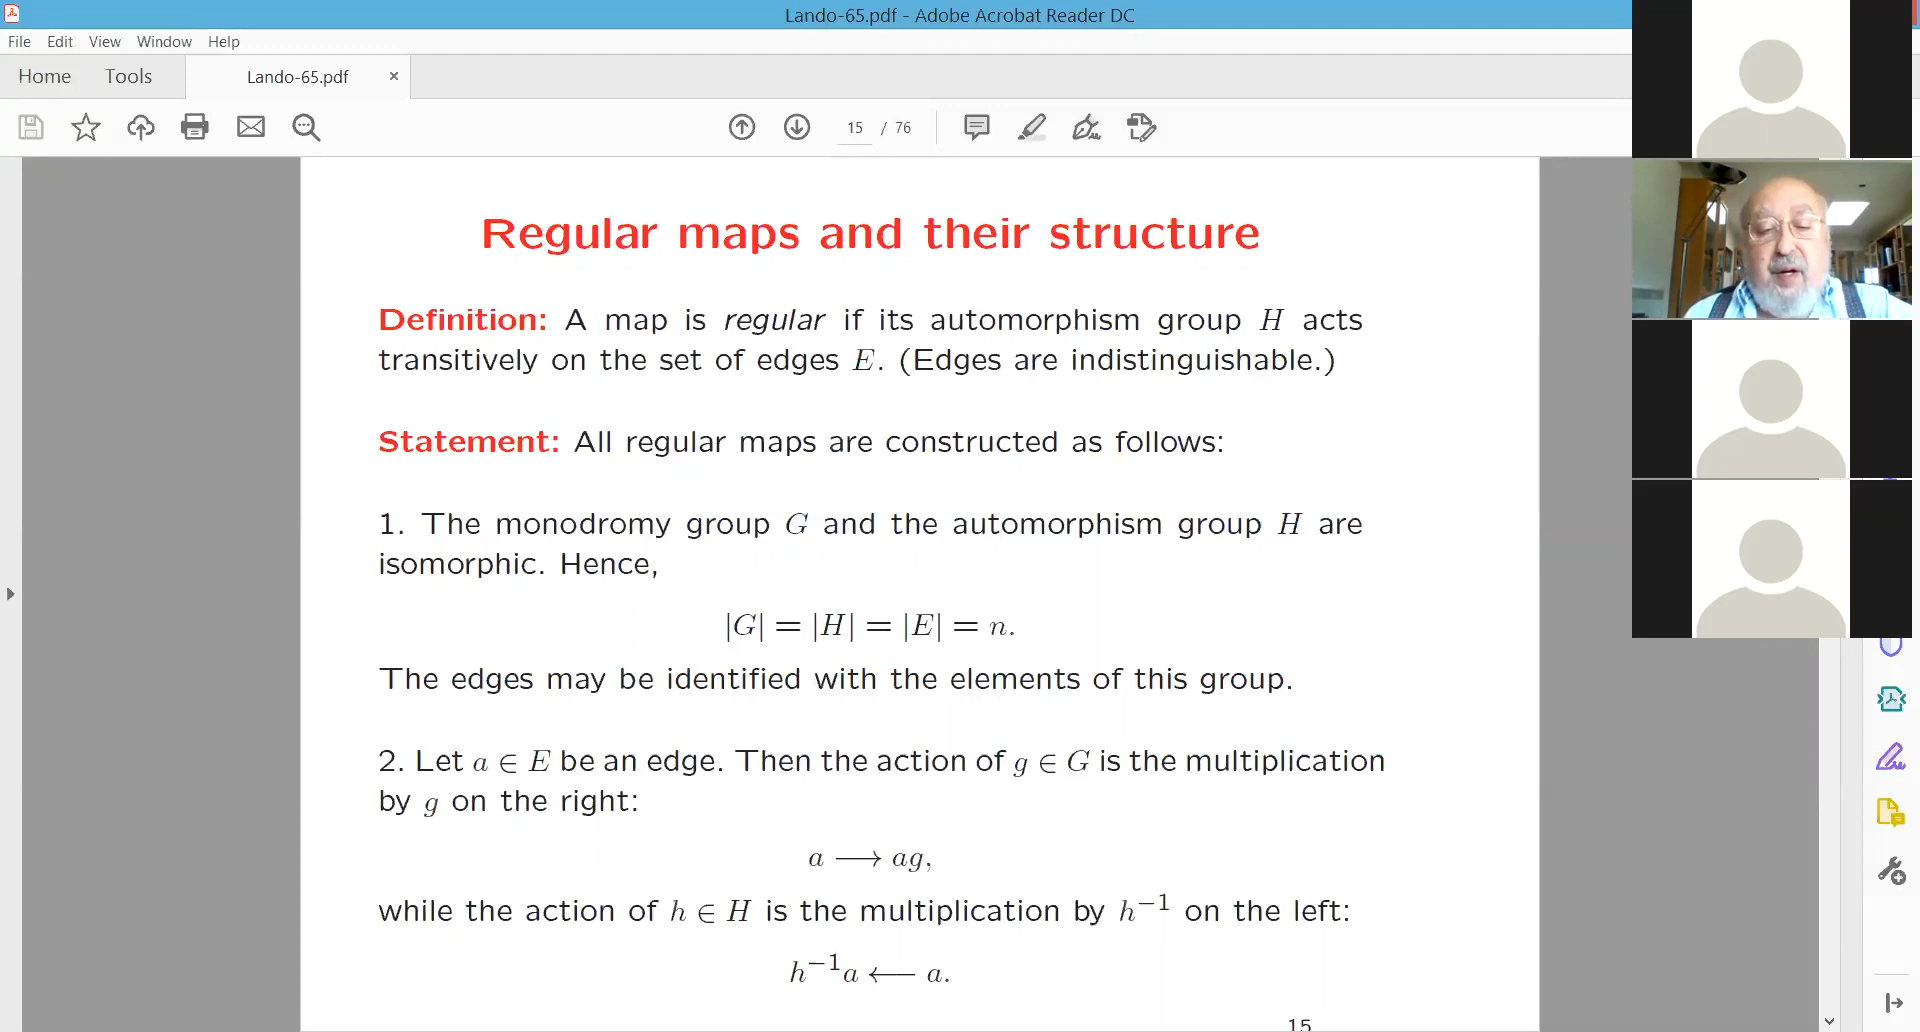 Lando-65.pdf - Adobe Acrobat Reader DC
File Edit View Window Help
Home Tools Lando-65.pdf ×
15 / 76
Regular maps and their structure
Definition: A map is regular if its automorphism group H acts
transitively on the set of edges E. (Edges are indistinguishable.)
Statement: All regular maps are constructed as follows:
1. The monodromy group G and the automorphism group H are
isomorphic. Hence,
|G| = |H| = |E| = n.
The edges may be identified with the elements of this group.
2. Let a ∈ E be an edge. Then the action of g ∈ G is the multiplication
by g on the right:
a ⟶ ag,
while the action of h ∈ H is the multiplication by h⁻¹ on the left:
h⁻¹a ⟵ a.
15